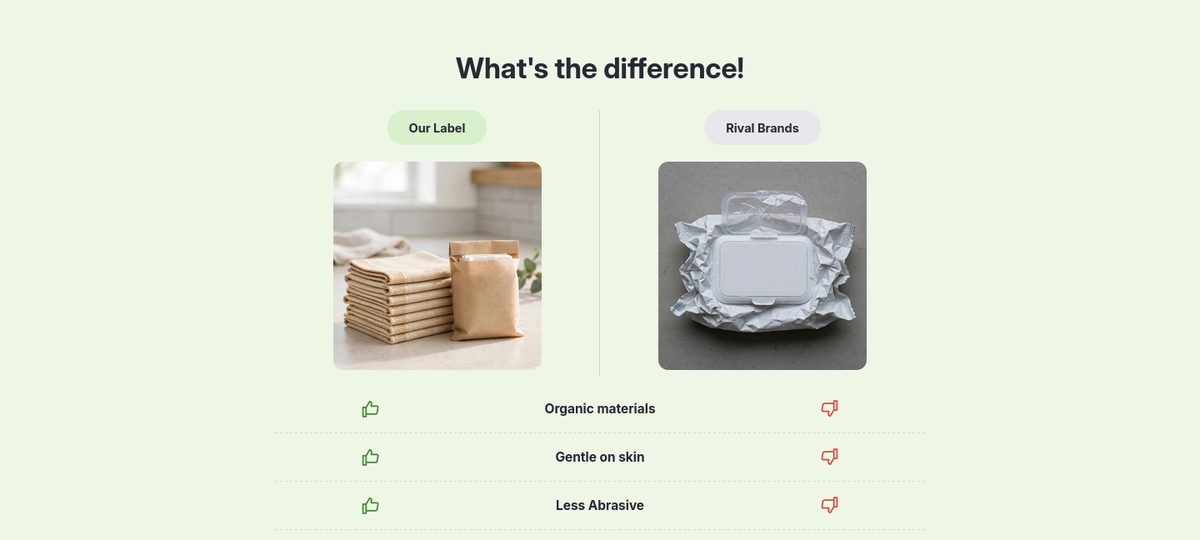 What's the difference!
Our Label
Rival Brands
Organic materials
Gentle on skin
Less Abrasive